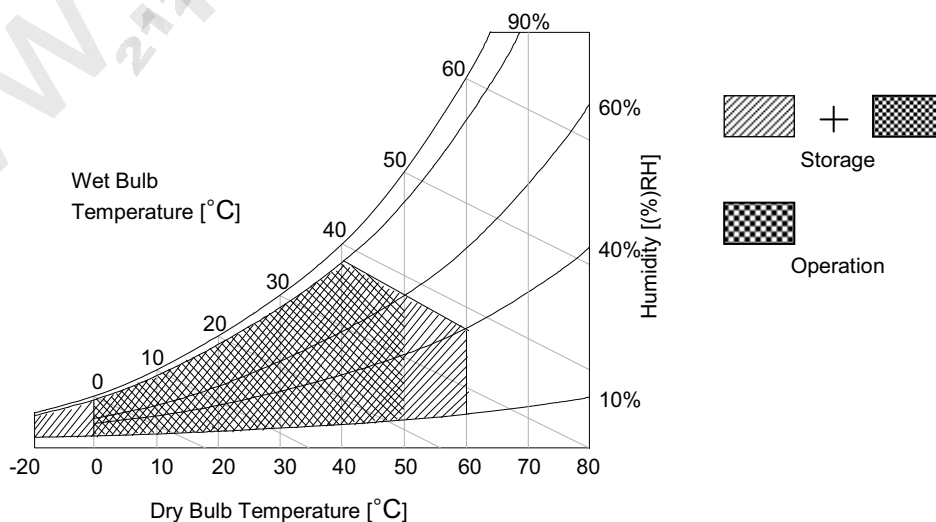 W
212
90%
60
60%
50
Wet Bulb
Temperature [°C]
40
40%
30
20
10
0
10%
Humidity [(%)RH]
-20 0 10 20 30 40 50 60 70 80
Dry Bulb Temperature [°C]
+
Storage
Operation